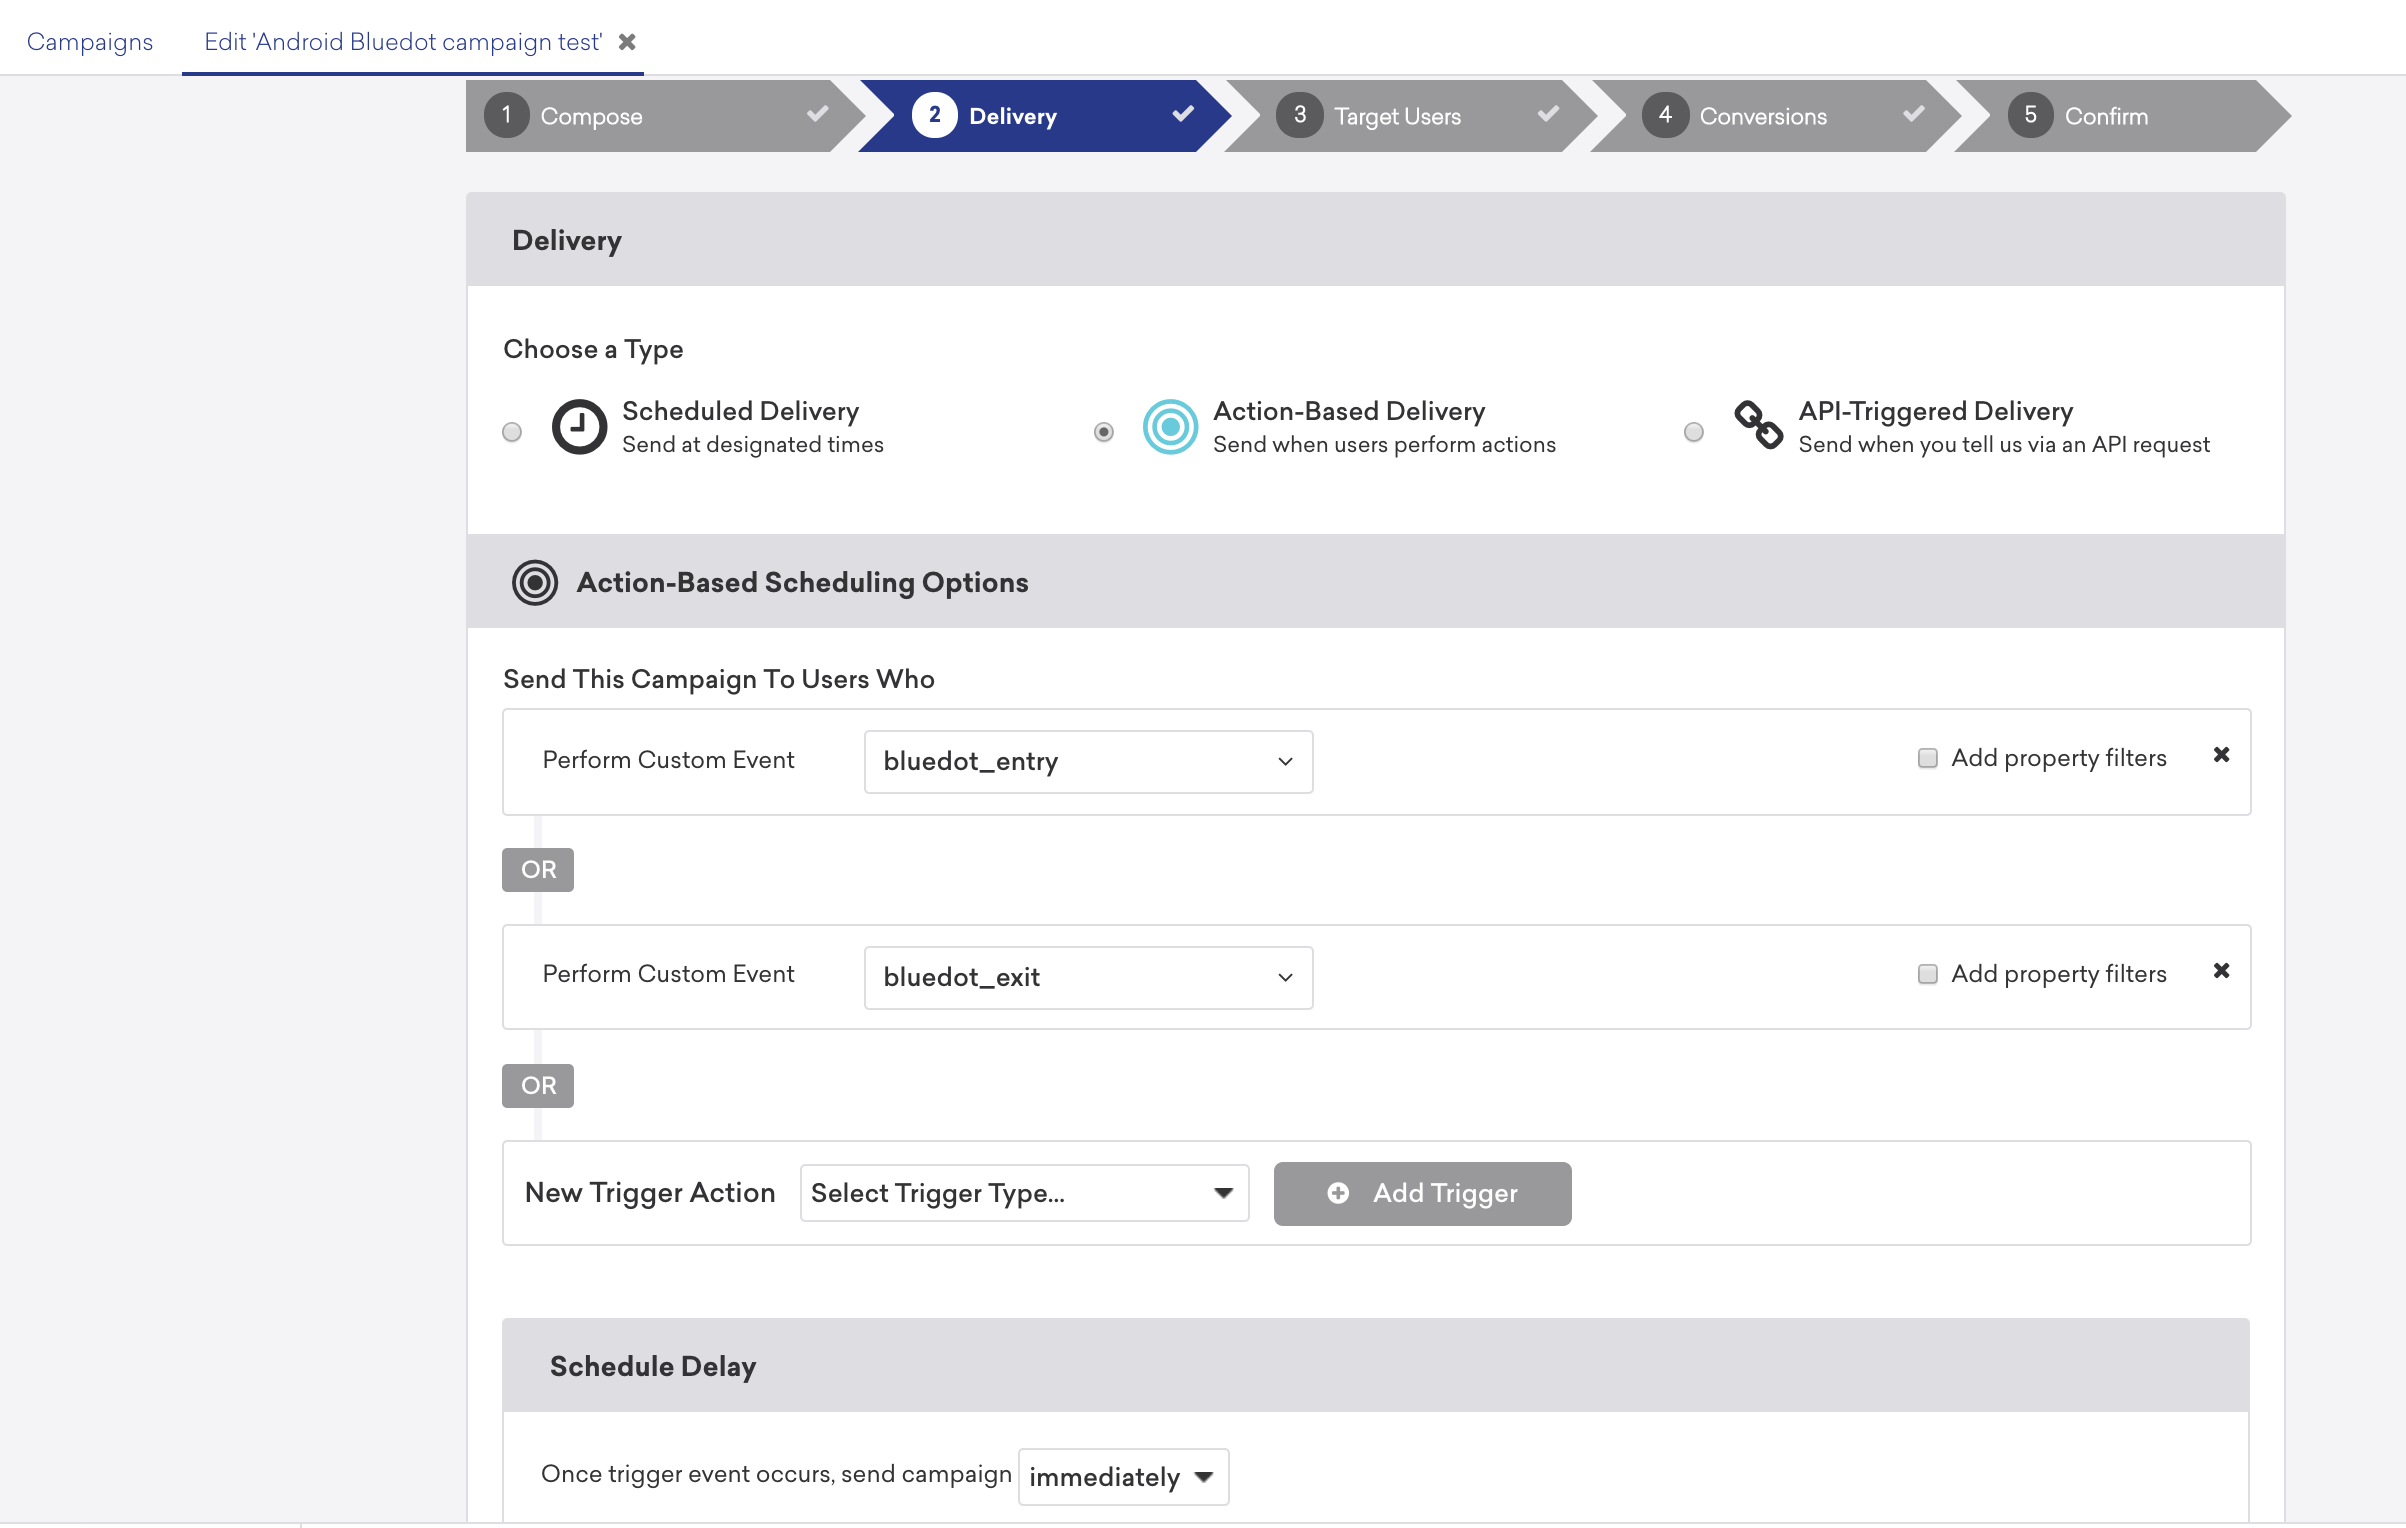 Campaigns
Edit 'Android Bluedot campaign test'
1 Compose
2 Delivery
3 Target Users
4 Conversions
5 Confirm
Delivery
Choose a Type
Scheduled Delivery
Send at designated times
Action-Based Delivery
Send when users perform actions
API-Triggered Delivery
Send when you tell us via an API request
Action-Based Scheduling Options
Send This Campaign To Users Who
Perform Custom Event
bluedot_entry
Add property filters
OR
Perform Custom Event
bluedot_exit
Add property filters
OR
New Trigger Action
Select Trigger Type...
Add Trigger
Schedule Delay
Once trigger event occurs, send campaign immediately